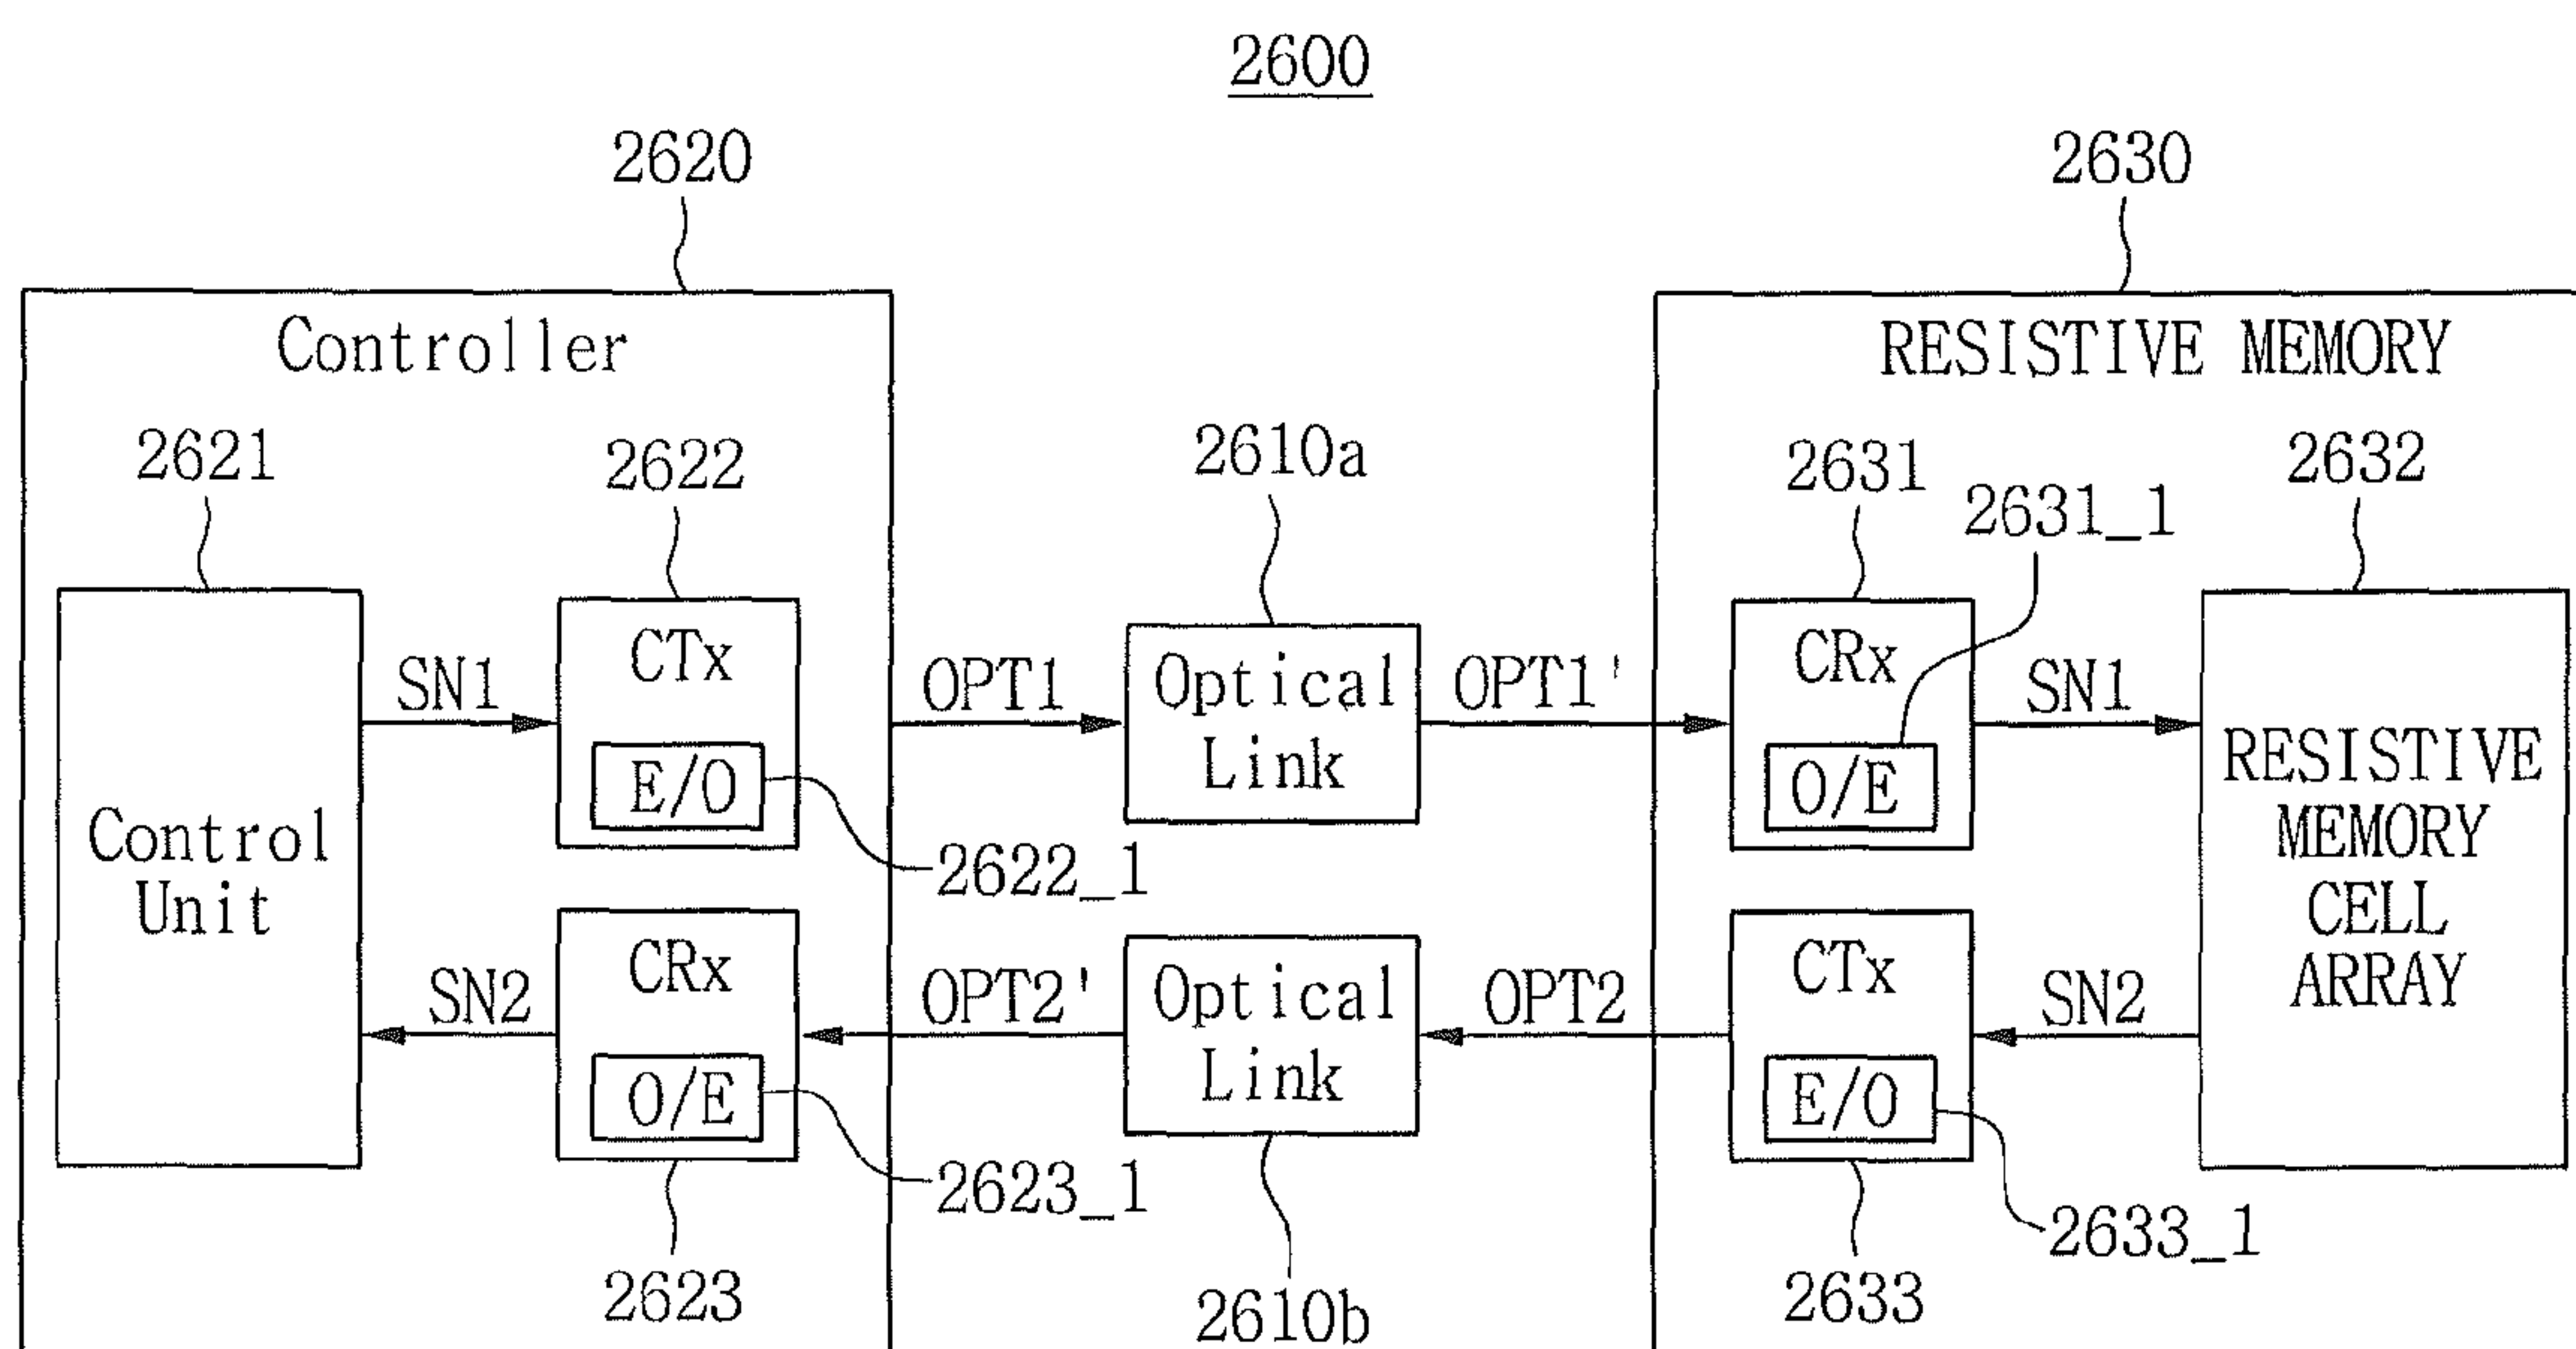 2600
2620
2630
Controller
RESISTIVE MEMORY
2621
2622
2610a
2631
2631_1
2632
CTx
E/O
2622_1
SN1
OPT1
Optical
Link
OPT1'
CRx
O/E
SN1
Control
Unit
RESISTIVE
MEMORY
CELL
ARRAY
SN2
CRx
O/E
2623_1
2623
OPT2'
Optical
Link
2610b
OPT2
CTx
E/O
2633_1
2633
SN2